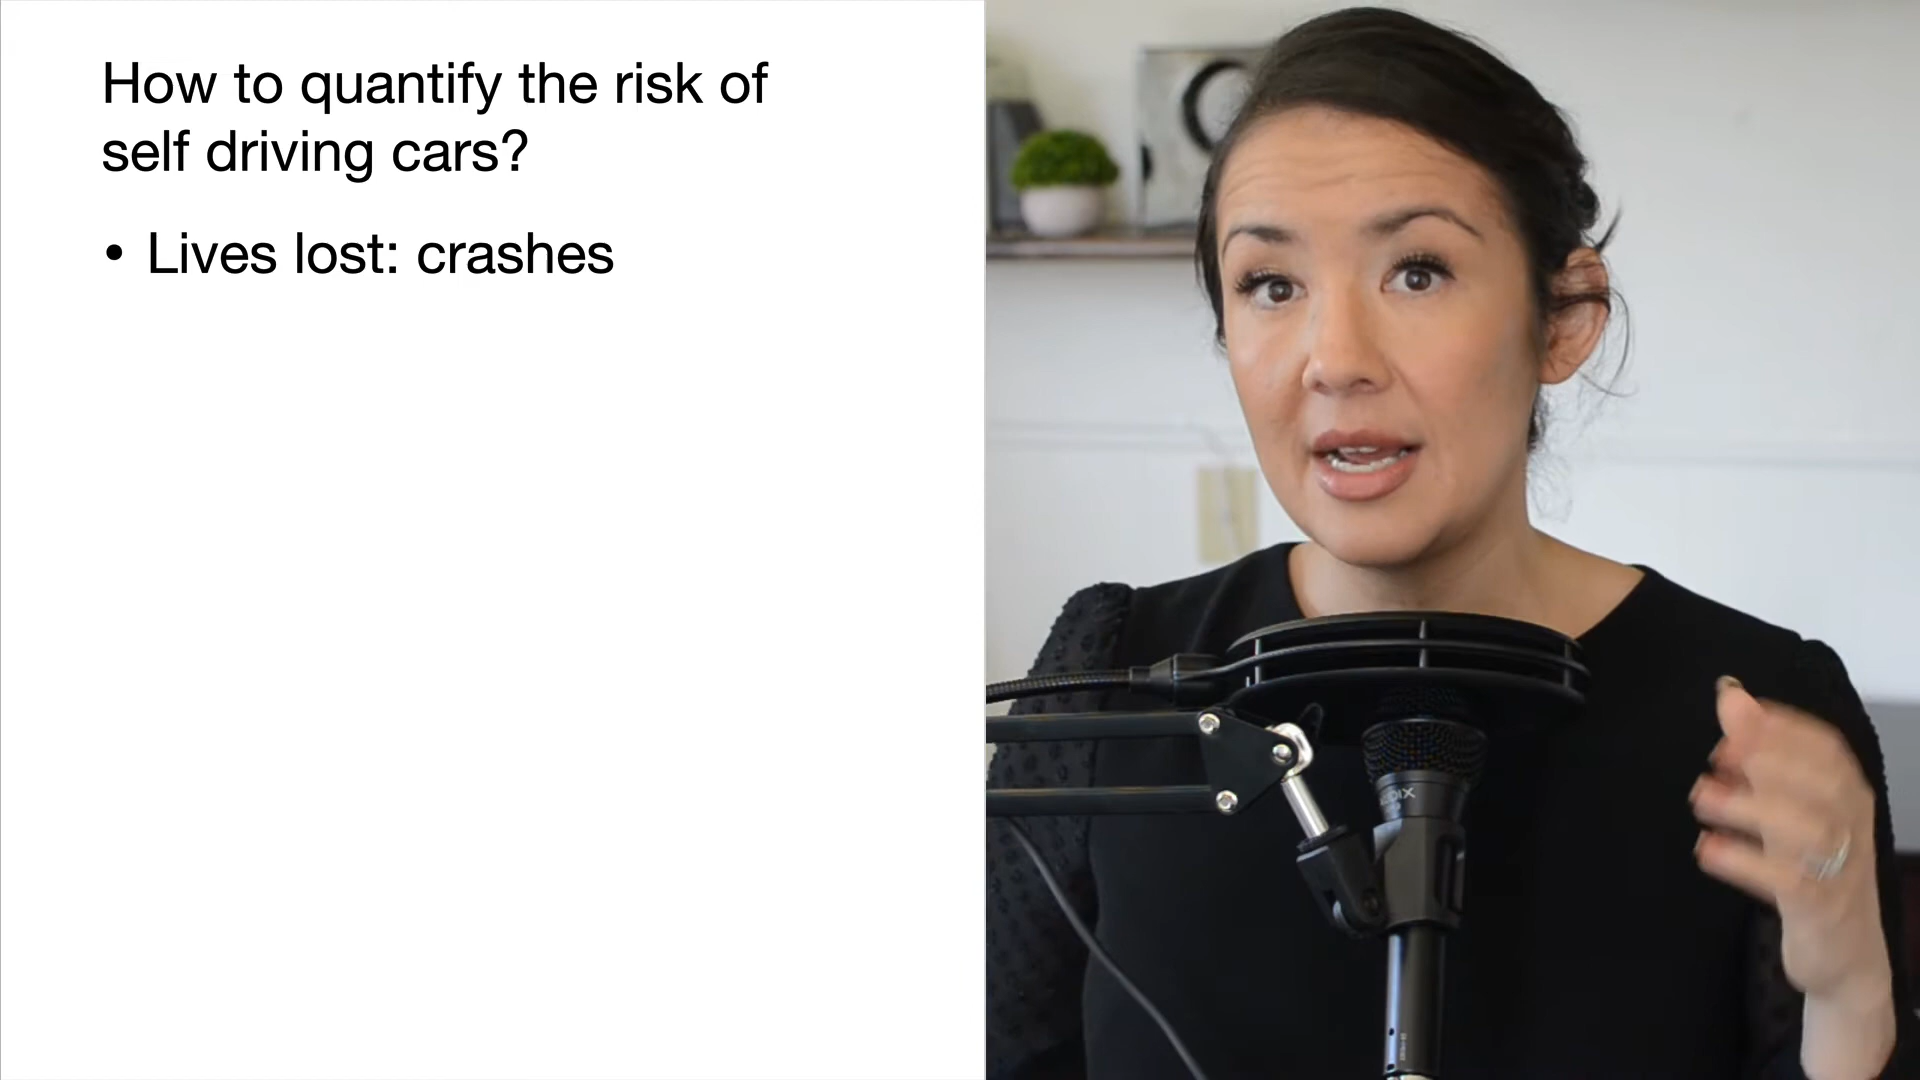 How to quantify the risk of
self driving cars?
• Lives lost: crashes